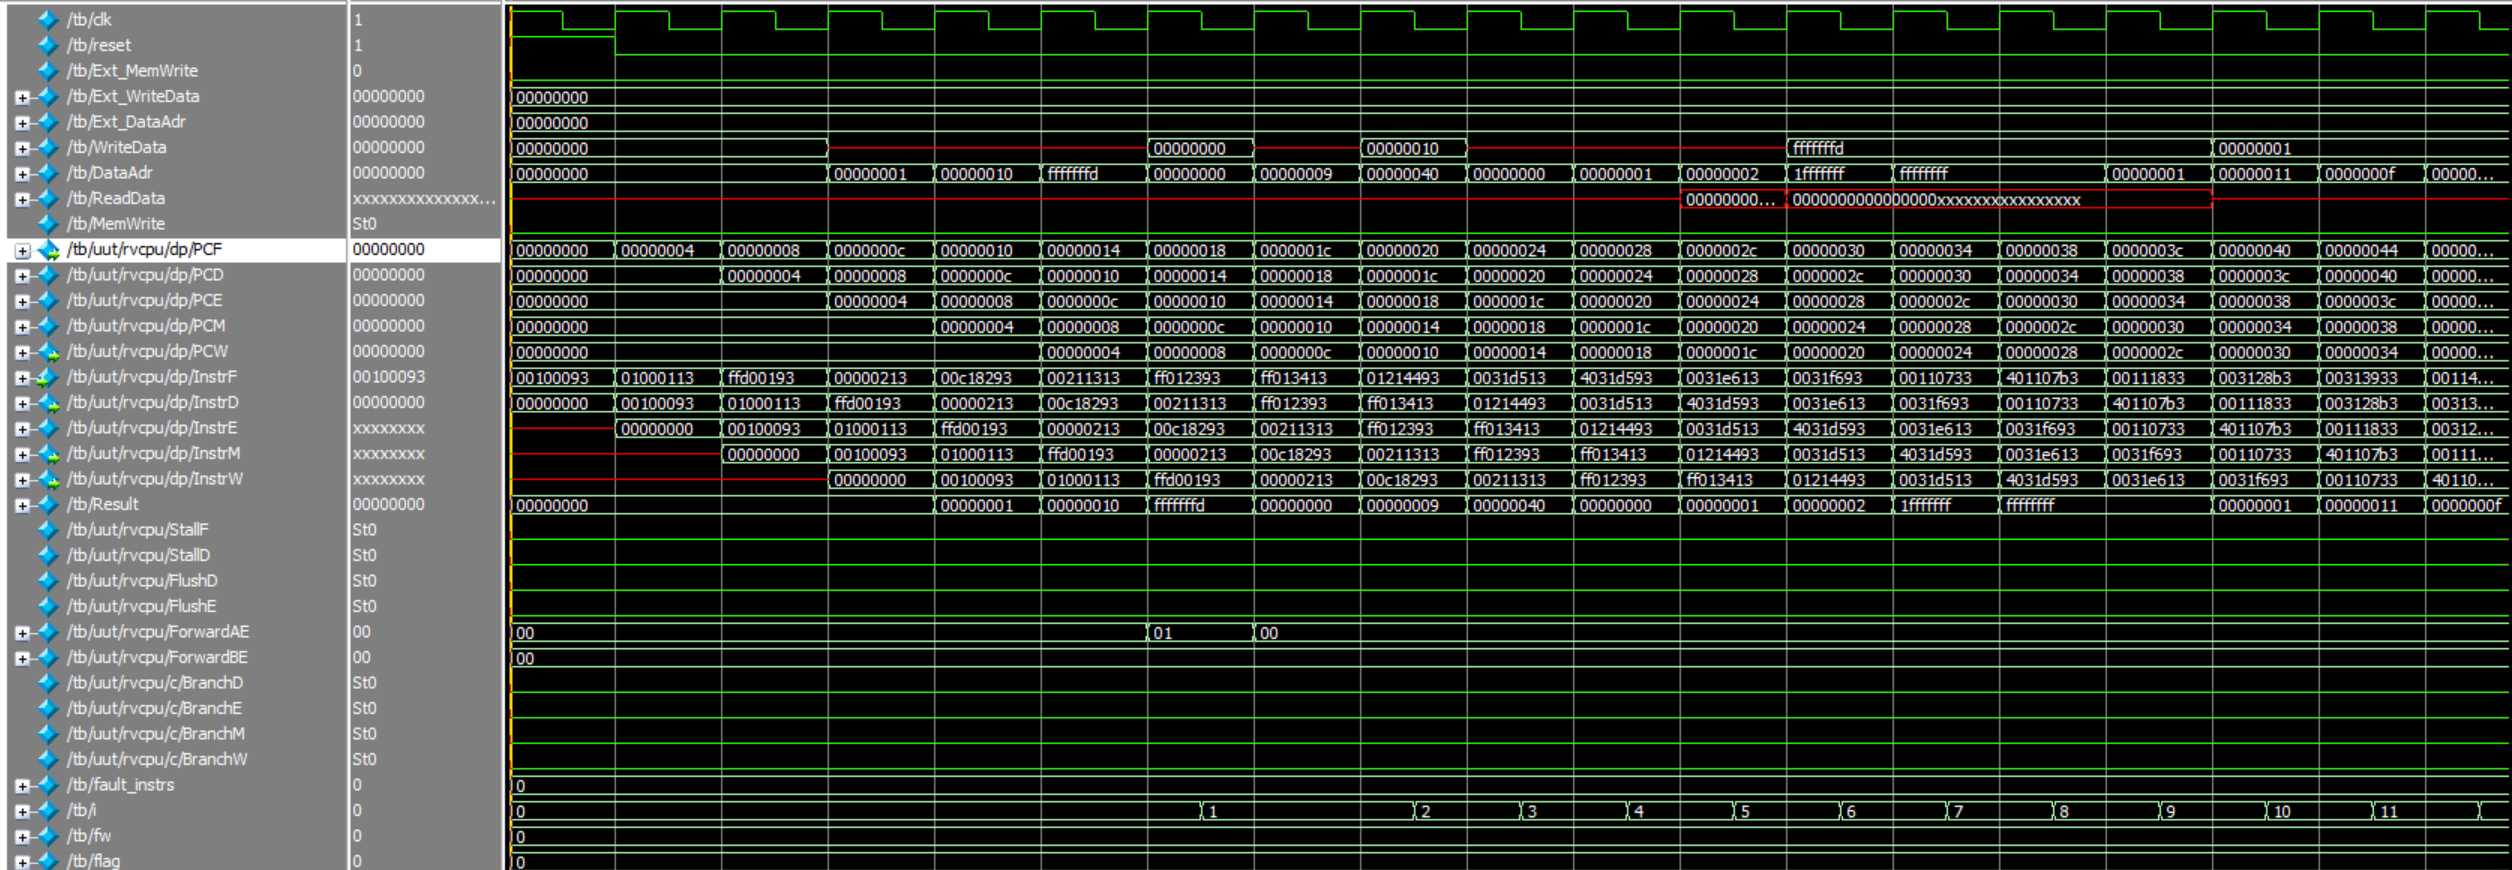 /tb/clk 1
/tb/reset 1
/tb/Ext_MemWrite 0
/tb/Ext_WriteData 00000000 00000000
/tb/Ext_DataAdr 00000000 00000000
/tb/WriteData 00000000 00000000 00000000 00000010 fffffffd 00000001
/tb/DataAdr 00000000 00000000 00000001 00000010 fffffffd 00000000 00000009 00000040 00000000 00000001 00000002 1fffffff ffffffff 00000001 00000011 0000000f 00000...
/tb/ReadData xxxxxxxxxxxxxx... 00000000... 0000000000000000xxxxxxxxxxxxxxxx
/tb/MemWrite St0
/tb/uut/rvcpu/dp/PCF 00000000 00000000 00000004 00000008 0000000c 00000010 00000014 00000018 0000001c 00000020 00000024 00000028 0000002c 00000030 00000034 00000038 0000003c 00000040 00000044 00000...
/tb/uut/rvcpu/dp/PCD 00000000 00000000 00000004 00000008 0000000c 00000010 00000014 00000018 0000001c 00000020 00000024 00000028 0000002c 00000030 00000034 00000038 0000003c 00000040 00000...
/tb/uut/rvcpu/dp/PCE 00000000 00000000 00000004 00000008 0000000c 00000010 00000014 00000018 0000001c 00000020 00000024 00000028 0000002c 00000030 00000034 00000038 0000003c 00000...
/tb/uut/rvcpu/dp/PCM 00000000 00000000 00000004 00000008 0000000c 00000010 00000014 00000018 0000001c 00000020 00000024 00000028 0000002c 00000030 00000034 00000038 00000...
/tb/uut/rvcpu/dp/PCW 00000000 00000000 00000004 00000008 0000000c 00000010 00000014 00000018 0000001c 00000020 00000024 00000028 0000002c 00000030 00000034 00000...
/tb/uut/rvcpu/dp/InstrF 00100093 00100093 01000113 ffd00193 00000213 00c18293 00211313 ff012393 ff013413 01214493 0031d513 4031d593 0031e613 0031f693 00110733 401107b3 00111833 003128b3 00313933 00114...
/tb/uut/rvcpu/dp/InstrD 00000000 00000000 00100093 01000113 ffd00193 00000213 00c18293 00211313 ff012393 ff013413 01214493 0031d513 4031d593 0031e613 0031f693 00110733 401107b3 00111833 003128b3 00313...
/tb/uut/rvcpu/dp/InstrE xxxxxxxx 00000000 00100093 01000113 ffd00193 00000213 00c18293 00211313 ff012393 ff013413 01214493 0031d513 4031d593 0031e613 0031f693 00110733 401107b3 00111833 00312...
/tb/uut/rvcpu/dp/InstrM xxxxxxxx 00000000 00100093 01000113 ffd00193 00000213 00c18293 00211313 ff012393 ff013413 01214493 0031d513 4031d593 0031e613 0031f693 00110733 401107b3 00111...
/tb/uut/rvcpu/dp/InstrW xxxxxxxx 00000000 00100093 01000113 ffd00193 00000213 00c18293 00211313 ff012393 ff013413 01214493 0031d513 4031d593 0031e613 0031f693 00110733 40110...
/tb/Result 00000000 00000000 00000001 00000010 fffffffd 00000000 00000009 00000040 00000000 00000001 00000002 1fffffff ffffffff 00000001 00000011 0000000f
/tb/uut/rvcpu/StallF St0
/tb/uut/rvcpu/StallD St0
/tb/uut/rvcpu/FlushD St0
/tb/uut/rvcpu/FlushE St0
/tb/uut/rvcpu/ForwardAE 00 00 01 00
/tb/uut/rvcpu/ForwardBE 00 00
/tb/uut/rvcpu/c/BranchD St0
/tb/uut/rvcpu/c/BranchE St0
/tb/uut/rvcpu/c/BranchM St0
/tb/uut/rvcpu/c/BranchW St0
/tb/fault_instrs 0 0
/tb/i 0 0 1 2 3 4 5 6 7 8 9 10 11
/tb/fw 0 0
/tb/flag 0 0